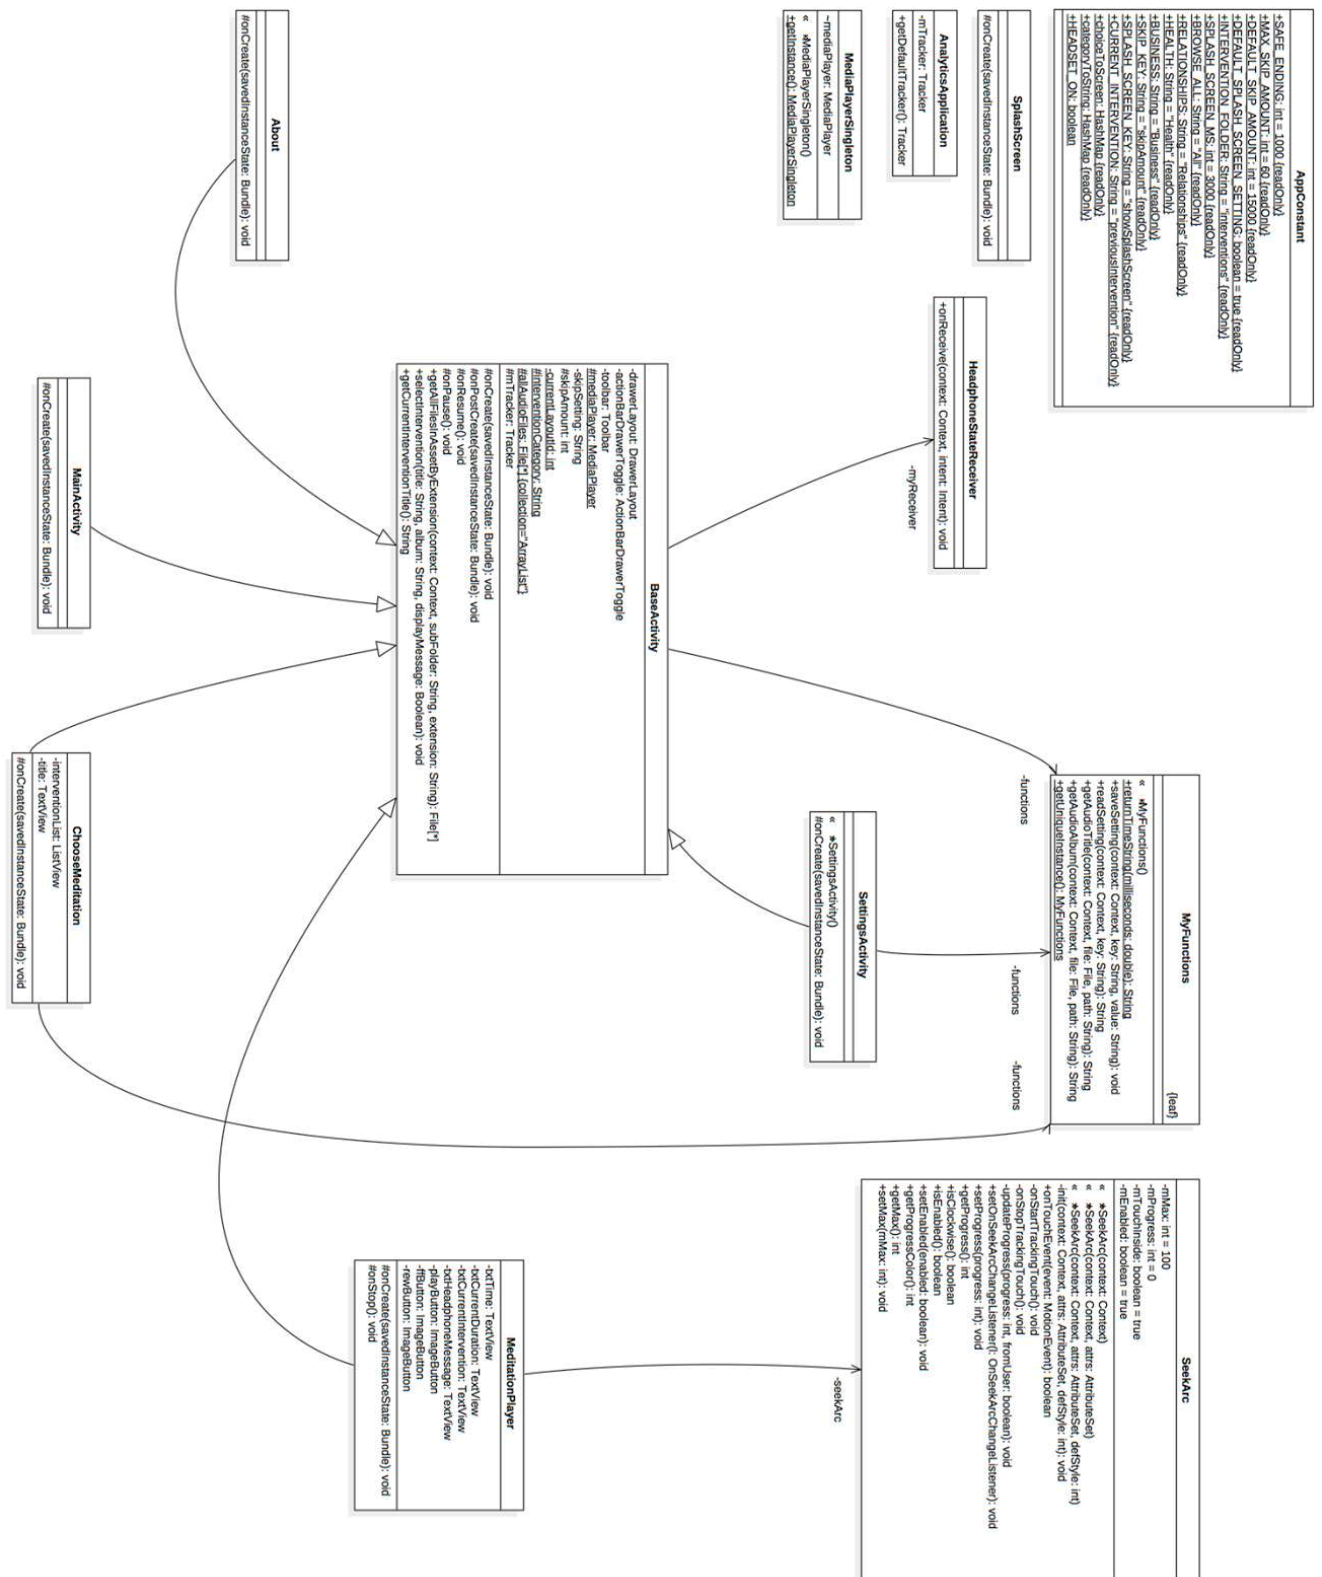 AppConstant
+SAFE_ENDING: int = 1000 {readOnly}
+MAX_SKIP_AMOUNT: int = 60 {readOnly}
+DEFAULT_SKIP_AMOUNT: int = 15000 {readOnly}
+DEFAULT_SPLASH_SCREEN_SETTING: boolean = true {readOnly}
+INTERVENTION_FOLDER: String = "interventions" {readOnly}
+SPLASH_SCREEN_MS: int = 3000 {readOnly}
+BROWSE_ALL: String = "All" {readOnly}
+RELATIONSHIPS: String = "Relationships" {readOnly}
+HEALTH: String = "Health" {readOnly}
+BUSINESS: String = "Business" {readOnly}
+SKIP_KEY: String = "skipAmount" {readOnly}
+SPLASH_SCREEN_KEY: String = "showSplashScreen" {readOnly}
+CURRENT_INTERVENTION: String = "previousIntervention" {readOnly}
+choiceToScreen: HashMap {readOnly}
+categoryToString: HashMap {readOnly}
+HEADSET_ON: boolean
SplashScreen
#onCreate(savedInstanceState: Bundle): void
AnalyticsApplication
-mTracker: Tracker
+getDefaultTracker(): Tracker
MediaPlayerSingleton
~mediaPlayer: MediaPlayer
« »MediaPlayerSingleton()
+getInstance(): MediaPlayerSingleton
About
#onCreate(savedInstanceState: Bundle): void
HeadphoneStateReceiver
+onReceive(context: Context, intent: Intent): void
-myReceiver
BaseActivity
-drawerLayout: DrawerLayout
-actionBarDrawerToggle: ActionBarDrawerToggle
-toolbar: Toolbar
#mediaPlayer: MediaPlayer
-skipSetting: String
#skipAmount: int
-currentLayoutId: int
#interventionCategory: String
#allAudioFiles: File[*] {collection="ArrayList"}
#mTracker: Tracker
#onCreate(savedInstanceState: Bundle): void
#onPostCreate(savedInstanceState: Bundle): void
#onResume(): void
#onPause(): void
+getAllFilesInAssetByExtension(context: Context, subFolder: String, extension: String): File[*]
+selectIntervention(title: String, album: String, displayMessage: Boolean): void
+getCurrentInterventionTitle(): String
MainActivity
#onCreate(savedInstanceState: Bundle): void
MyFunctions
{leaf}
« »MyFunctions()
+returnTimeString(milliseconds: double): String
+saveSetting(context: Context, key: String, value: String): void
+readSetting(context: Context, key: String): String
+getAudioTitle(context: Context, file: File, path: String): String
+getAudioAlbum(context: Context, file: File, path: String): String
+getUniqueInstance(): MyFunctions
-functions
-functions
-functions
SettingsActivity
« »SettingsActivity()
#onCreate(savedInstanceState: Bundle): void
ChooseMeditation
-interventionList: ListView
-title: TextView
#onCreate(savedInstanceState: Bundle): void
SeekArc
-mMax: int = 100
-mProgress: int = 0
-mTouchInside: boolean = true
-mEnabled: boolean = true
« »SeekArc(context: Context)
« »SeekArc(context: Context, attrs: AttributeSet)
« »SeekArc(context: Context, attrs: AttributeSet, defStyle: int)
-init(context: Context, attrs: AttributeSet, defStyle: int): void
+onTouchEvent(event: MotionEvent): boolean
-onStartTrackingTouch(): void
-onStopTrackingTouch(): void
-updateProgress(progress: int, fromUser: boolean): void
+setOnSeekArcChangeListener(l: OnSeekArcChangeListener): void
+setProgress(progress: int): void
+getProgress(): int
+isClockwise(): boolean
+isEnabled(): boolean
+setEnabled(enabled: boolean): void
+getProgressColor(): int
+getMax(): int
+setMax(mMax: int): void
-seekArc
MeditationPlayer
-txtTime: TextView
-txtCurrentDuration: TextView
-txtCurrentIntervention: TextView
-txtHeadphoneMessage: TextView
-playButton: ImageButton
-ffButton: ImageButton
-rewButton: ImageButton
#onCreate(savedInstanceState: Bundle): void
#onStop(): void